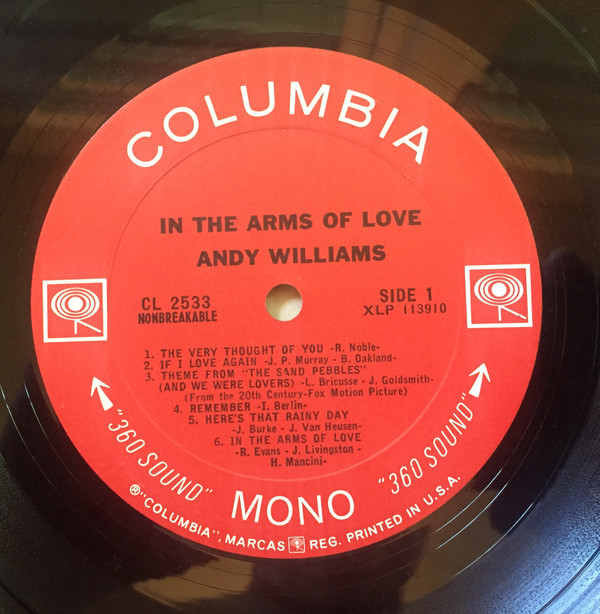 COLUMBIA
IN THE ARMS OF LOVE
ANDY WILLIAMS
CL 2533
NONBREAKABLE
SIDE 1
XLP 113910
1. THE VERY THOUGHT OF YOU -R. Noble-
2. IF I LOVE AGAIN -J. P. Murray - B. Oakland-
3. THEME FROM "THE SAND PEBBLES"
(AND WE WERE LOVERS) -L. Bricusse - J. Goldsmith-
(From the 20th Century-Fox Motion Picture)
4. REMEMBER -I. Berlin-
5. HERE'S THAT RAINY DAY
-J. Burke - J. Van Heusen-
6. IN THE ARMS OF LOVE
-R. Evans - J. Livingston -
H. Mancini-
"360 SOUND"
MONO
"360 SOUND"
® "COLUMBIA", MARCAS REG. PRINTED IN U.S.A.